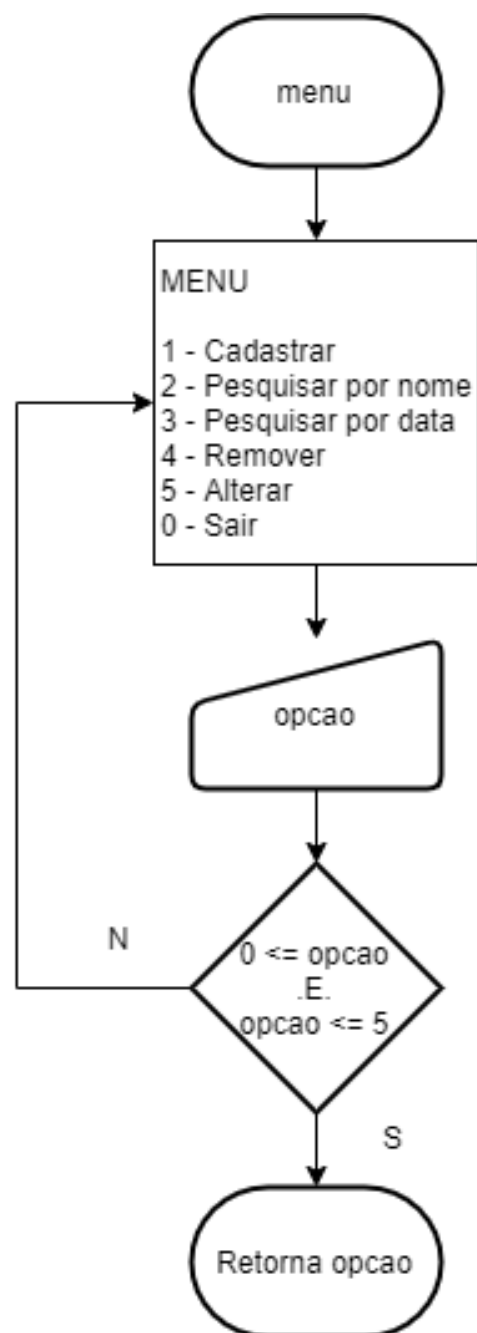 menu
MENU
1 - Cadastrar
2 - Pesquisar por nome
3 - Pesquisar por data
4 - Remover
5 - Alterar
0 - Sair
opcao
N
0 <= opcao
.E.
opcao <= 5
S
Retorna opcao